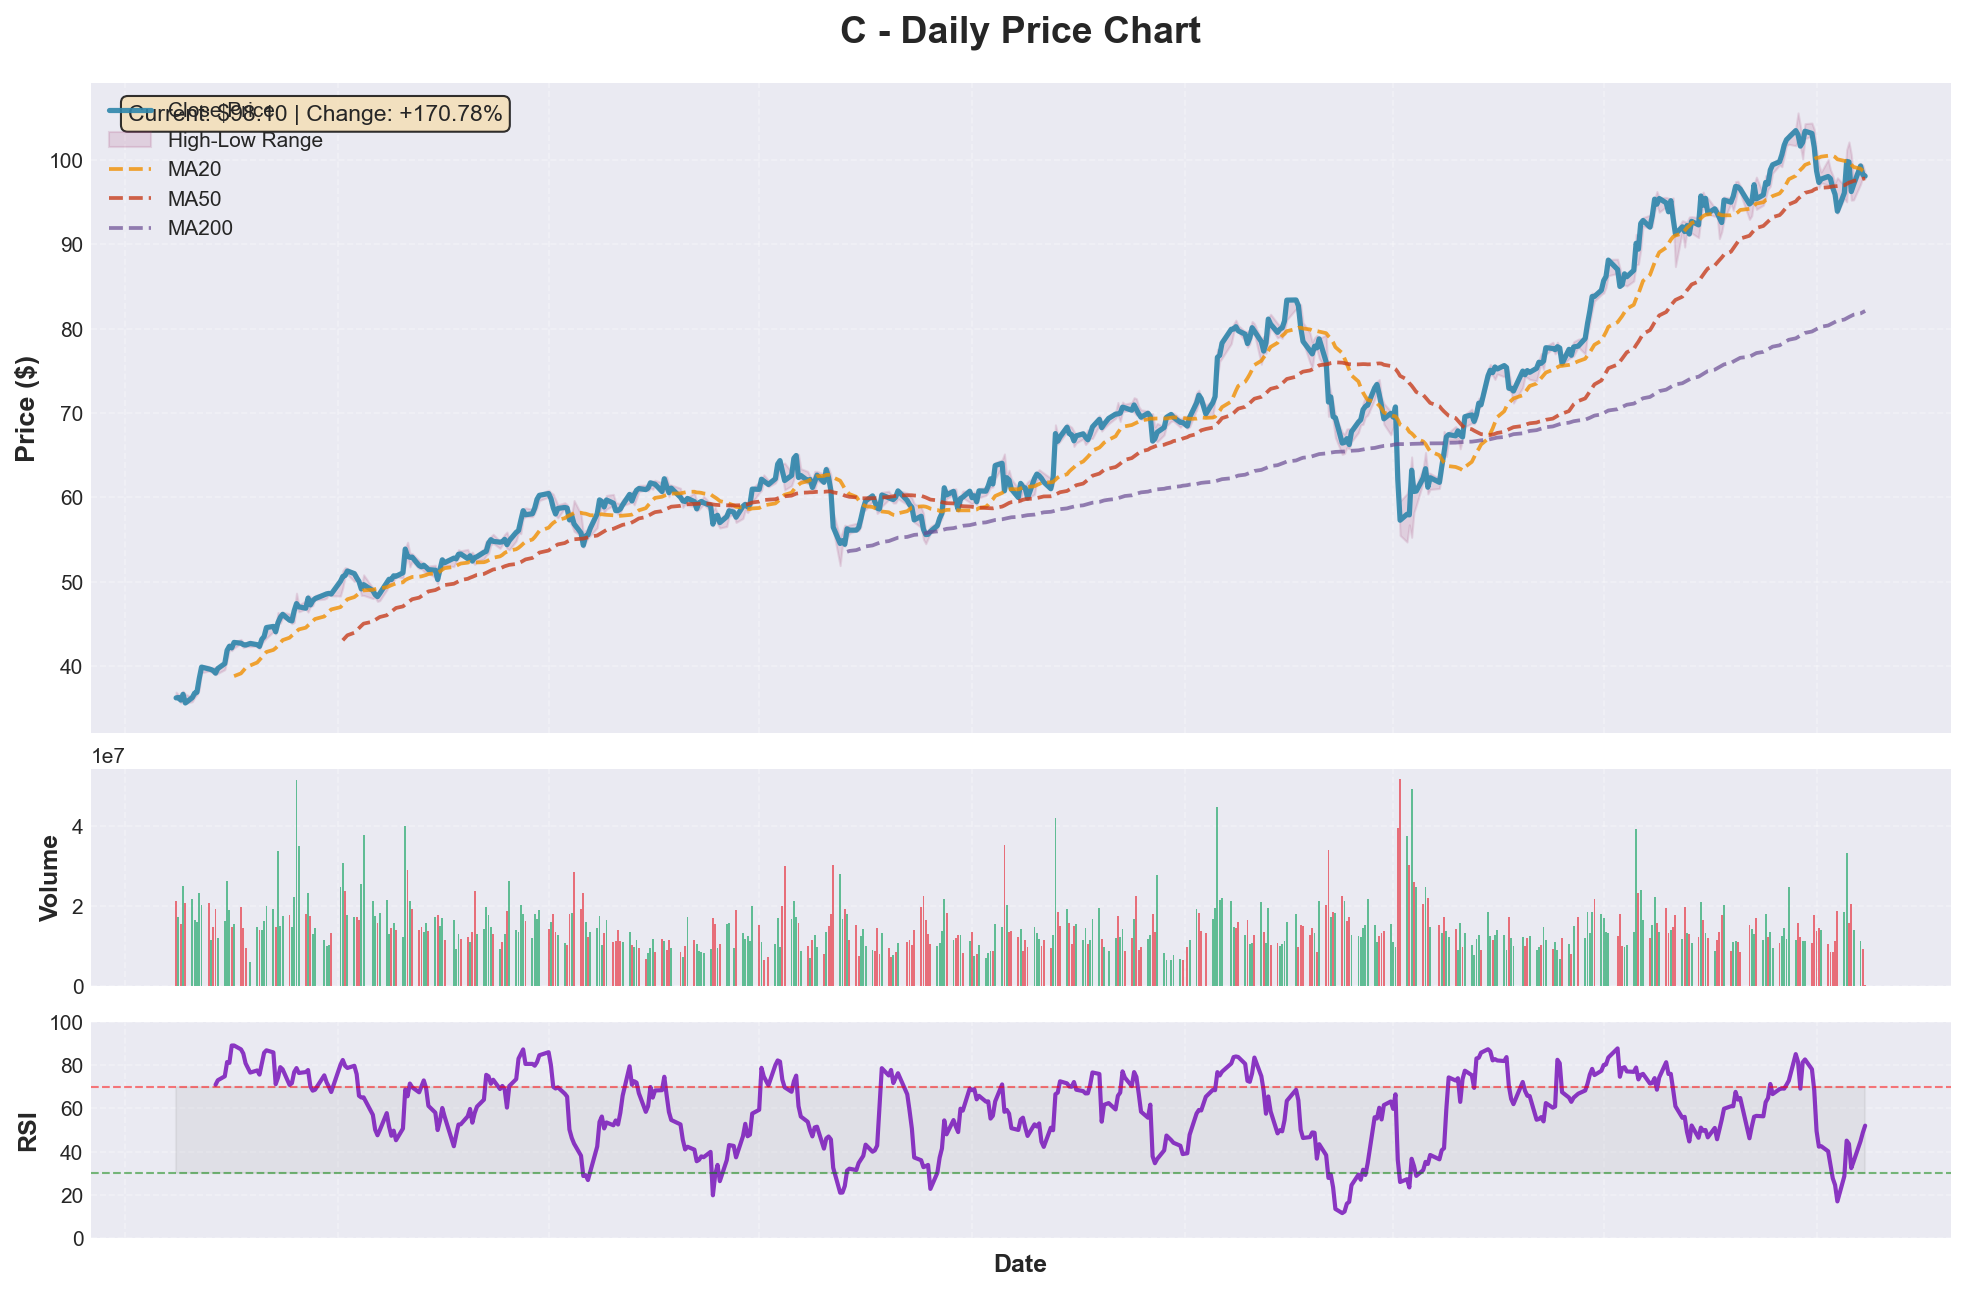 C - Daily Price Chart
Current: $98.10 | Change: +170.78%
Close Price
High-Low Range
MA20
MA50
MA200
Price ($)
100
90
80
70
60
50
40
1e7
Volume
4
2
0
RSI
100
80
60
40
20
0
Date